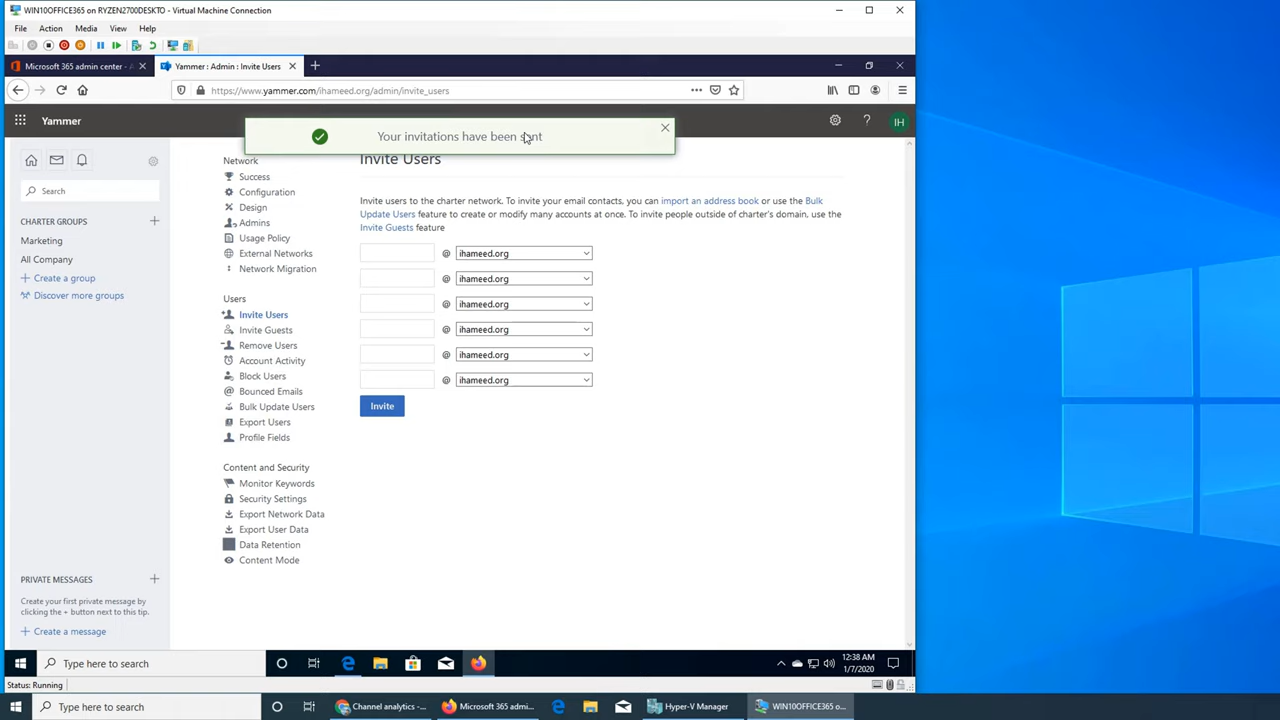 WIN10OFFICE365 on RYZEN2700DESKTO - Virtual Machine Connection
File Action Media View Help
Microsoft 365 admin center - A
Yammer : Admin : Invite Users
https://www.yammer.com/ihameed.org/admin/invite_users
Yammer
IH
Your invitations have been sent
Search
CHARTER GROUPS
Marketing
All Company
Create a group
Discover more groups
PRIVATE MESSAGES
Create your first private message by
clicking the + button next to this tip.
Create a message
Network
Success
Configuration
Design
Admins
Usage Policy
External Networks
Network Migration
Users
Invite Users
Invite Guests
Remove Users
Account Activity
Block Users
Bounced Emails
Bulk Update Users
Export Users
Profile Fields
Content and Security
Monitor Keywords
Security Settings
Export Network Data
Export User Data
Data Retention
Content Mode
Invite Users
Invite users to the charter network. To invite your email contacts, you can import an address book or use the Bulk
Update Users feature to create or modify many accounts at once. To invite people outside of charter's domain, use the
Invite Guests feature
@ ihameed.org
@ ihameed.org
@ ihameed.org
@ ihameed.org
@ ihameed.org
@ ihameed.org
Invite
Type here to search
12:38 AM
1/7/2020
Status: Running
Type here to search
Channel analytics - ...
Microsoft 365 admi...
Hyper-V Manager
WIN10OFFICE365 o...